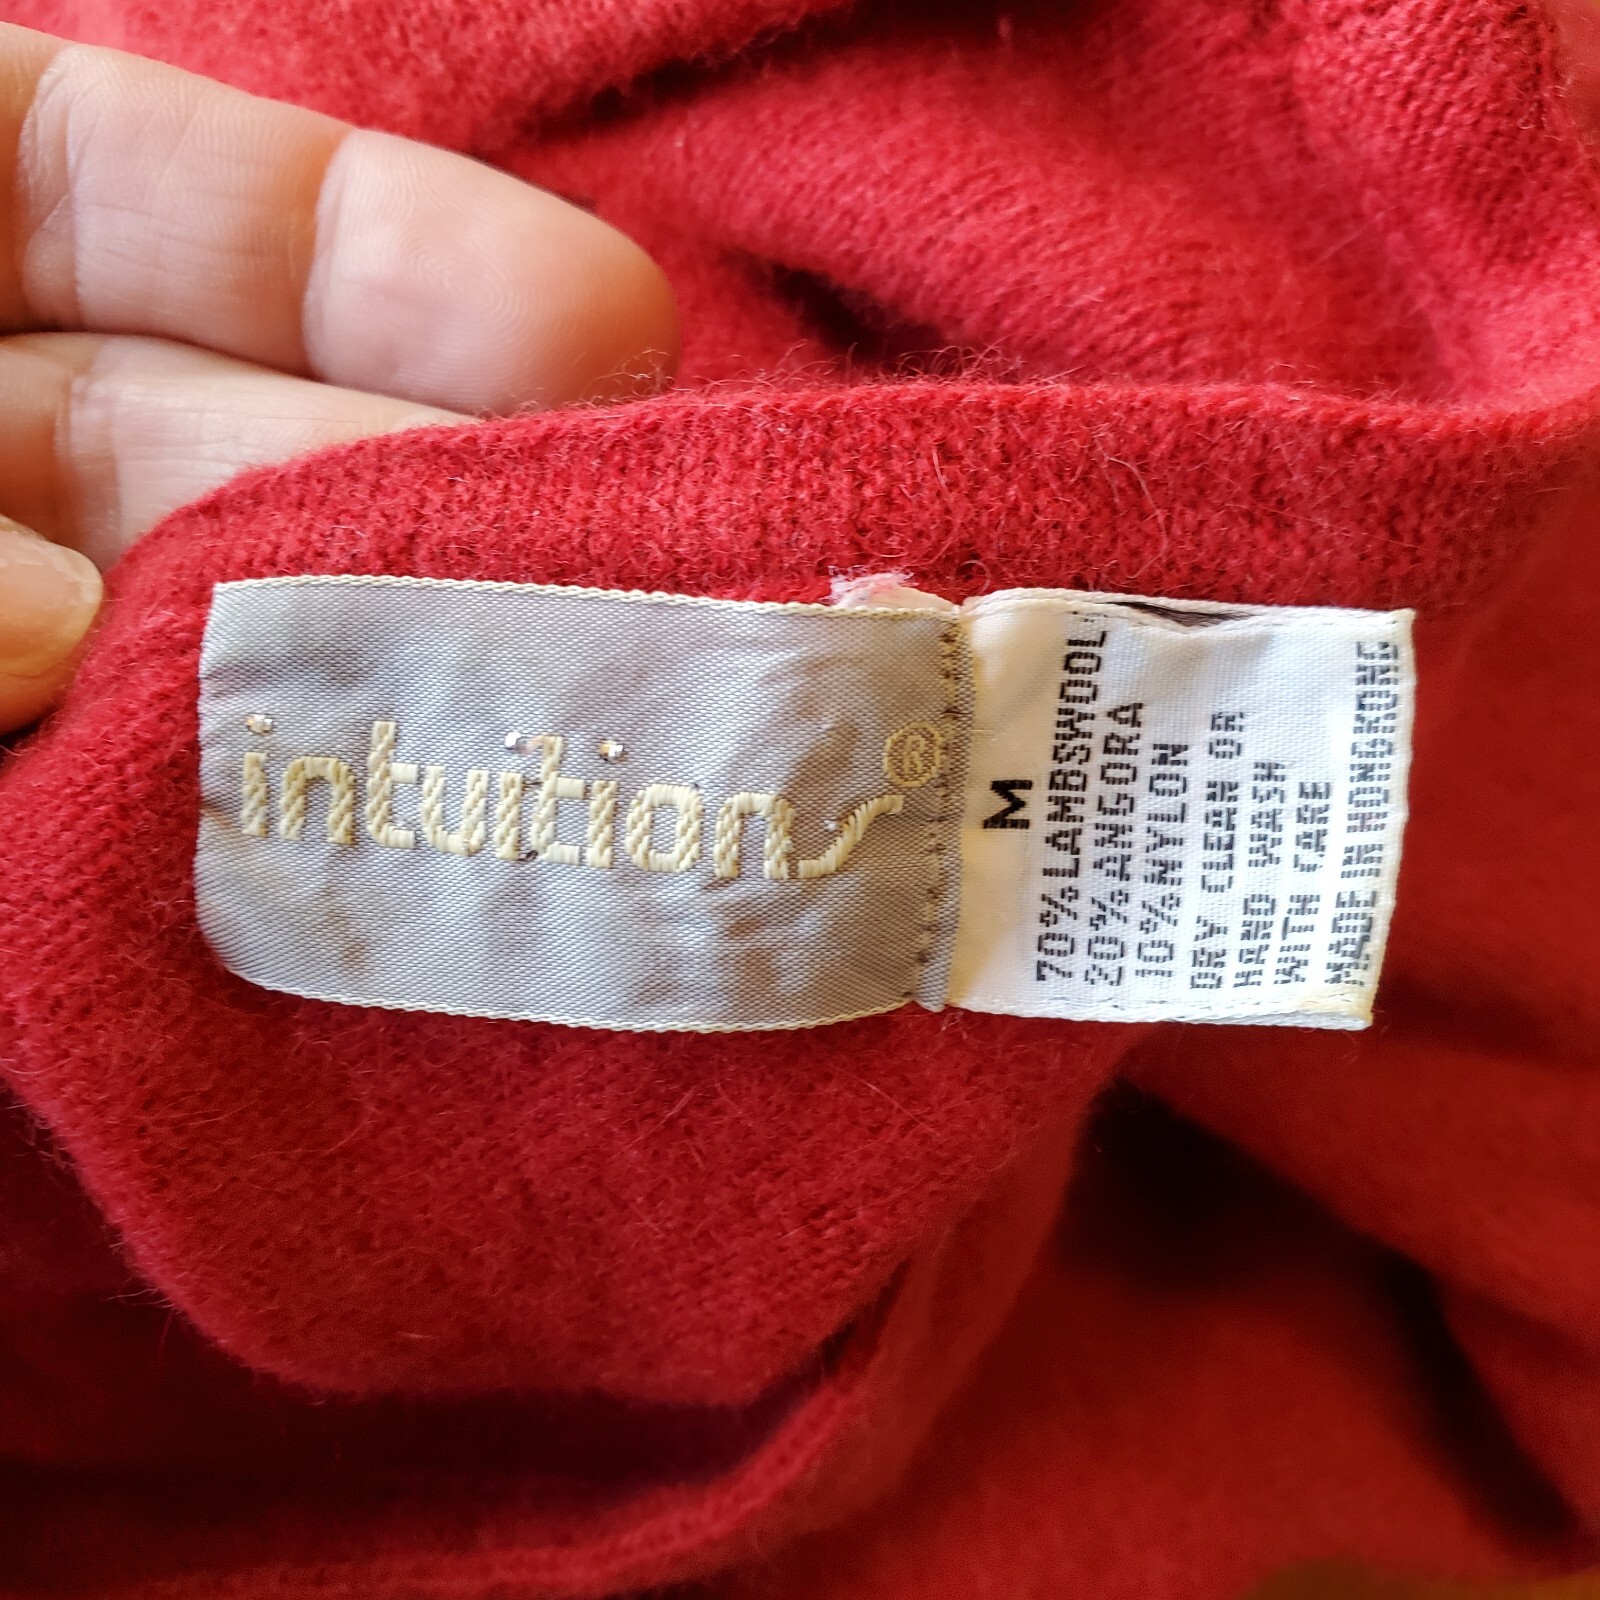 intuitions®
M
70% LAMBSWOOL
20% ANGORA
10% NYLON
DRY CLEAN OR
HAND WASH
WITH CARE
MADE IN HONGKONG